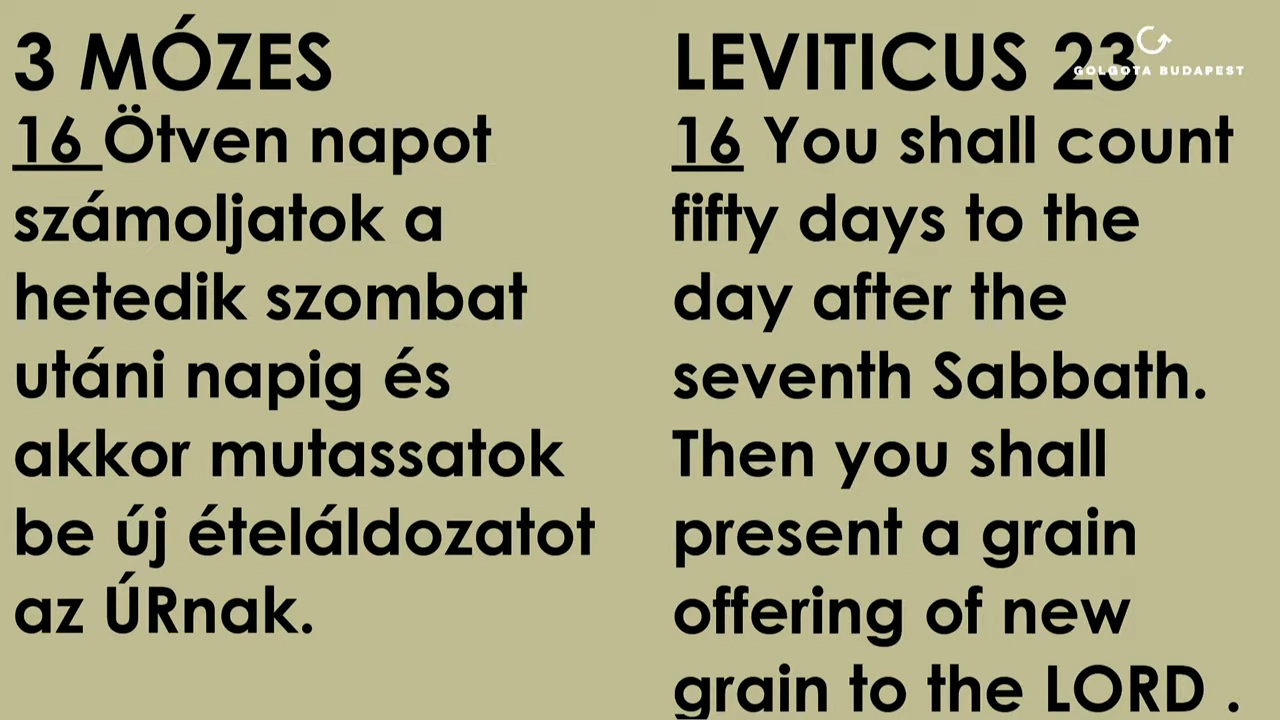 3 MÓZES
16 Ötven napot
számoljatok a
hetedik szombat
utáni napig és
akkor mutassatok
be új ételáldozatot
az ÚRnak.
LEVITICUS 23
GOLGOTA BUDAPEST
16 You shall count
fifty days to the
day after the
seventh Sabbath.
Then you shall
present a grain
offering of new
grain to the LORD .